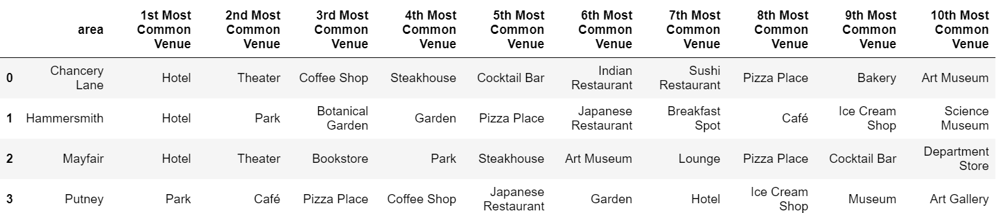 area 1st Most Common Venue 2nd Most Common Venue 3rd Most Common Venue 4th Most Common Venue 5th Most Common Venue 6th Most Common Venue 7th Most Common Venue 8th Most Common Venue 9th Most Common Venue 10th Most Common Venue
0 Chancery Lane Hotel Theater Coffee Shop Steakhouse Cocktail Bar Indian Restaurant Sushi Restaurant Pizza Place Bakery Art Museum
1 Hammersmith Hotel Park Botanical Garden Garden Pizza Place Japanese Restaurant Breakfast Spot Café Ice Cream Shop Science Museum
2 Mayfair Hotel Theater Bookstore Park Steakhouse Art Museum Lounge Pizza Place Cocktail Bar Department Store
3 Putney Park Café Pizza Place Coffee Shop Japanese Restaurant Garden Hotel Ice Cream Shop Museum Art Gallery